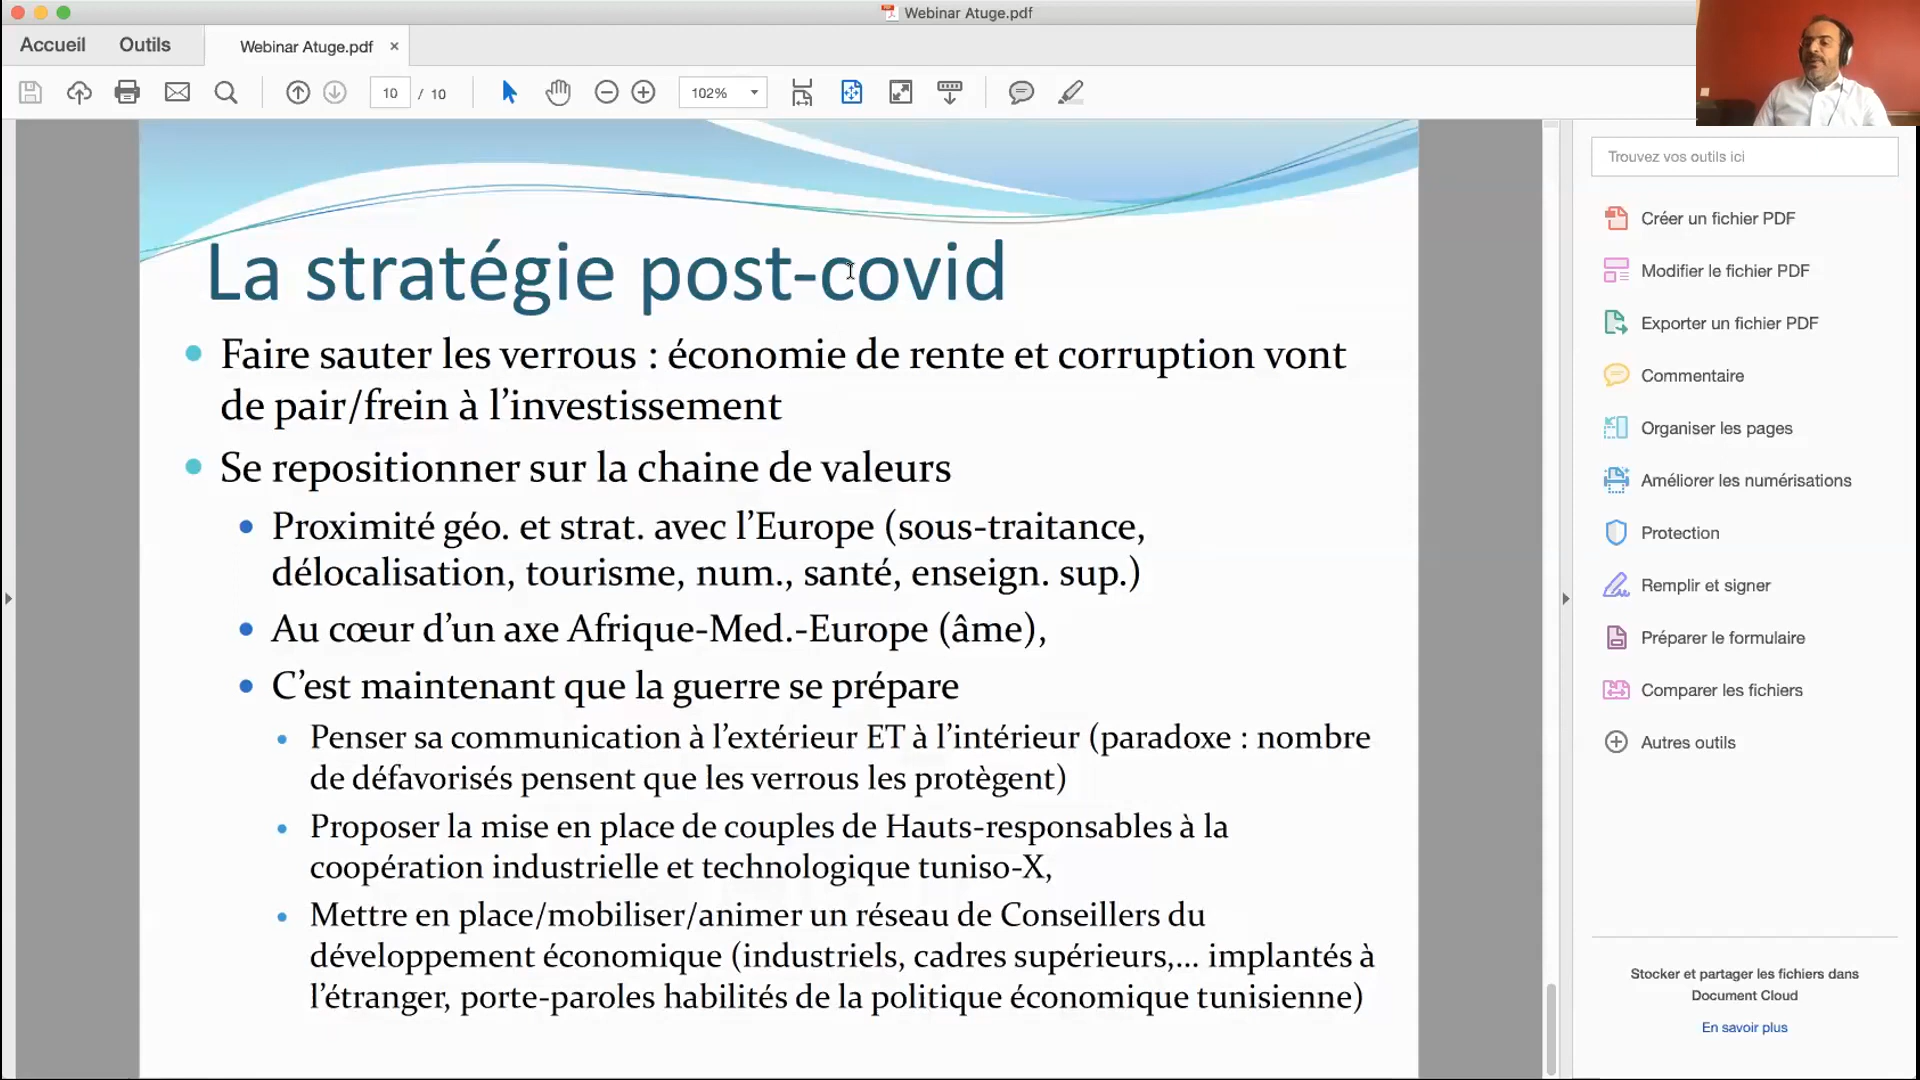 Webinar Atuge.pdf
Accueil
Outils
Webinar Atuge.pdf ×
10 / 10
102%
La stratégie post-covid
Faire sauter les verrous : économie de rente et corruption vont
de pair/frein à l’investissement
Se repositionner sur la chaine de valeurs
Proximité géo. et strat. avec l’Europe (sous-traitance,
délocalisation, tourisme, num., santé, enseign. sup.)
Au cœur d’un axe Afrique-Med.-Europe (âme),
C’est maintenant que la guerre se prépare
Penser sa communication à l’extérieur ET à l’intérieur (paradoxe : nombre
de défavorisés pensent que les verrous les protègent)
Proposer la mise en place de couples de Hauts-responsables à la
coopération industrielle et technologique tuniso-X,
Mettre en place/mobiliser/animer un réseau de Conseillers du
développement économique (industriels, cadres supérieurs,... implantés à
l’étranger, porte-paroles habilités de la politique économique tunisienne)
Trouvez vos outils ici
Créer un fichier PDF
Modifier le fichier PDF
Exporter un fichier PDF
Commentaire
Organiser les pages
Améliorer les numérisations
Protection
Remplir et signer
Préparer le formulaire
Comparer les fichiers
Autres outils
Stocker et partager les fichiers dans
Document Cloud
En savoir plus